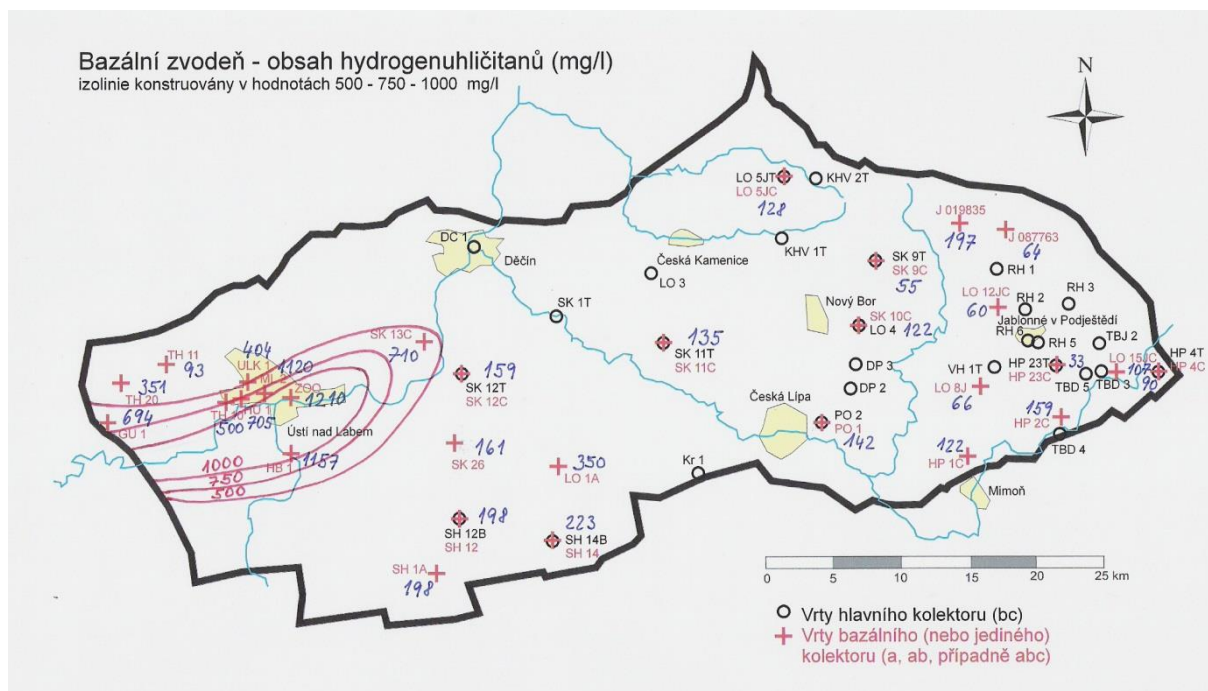 Bazální zvodeň - obsah hydrogenuhličitanů (mg/l)
izolinie konstruovány v hodnotách 500 - 750 - 1000 mg/l
N
LO 5JT
LO 5JC
128
KHV 2T
J 019835
197
J 087763
64
DC 1
Děčín
Česká Kamenice
KHV 1T
SK 9T
SK 9C
55
RH 1
LO 3
SK 1T
Nový Bor
SK 10C
LO 4
122
LO 12JC
60
RH 2
RH 3
Jablonné v Podještědí
RH 6
RH 5
TBJ 2
SK 13C
710
135
SK 11T
SK 11C
TH 11
93
404
ULK 1
1120
351
TH 20
ZOO
1210
HU 1
500
705
694
GU 1
Ústí nad Labem
HB 1
1157
1000
750
500
159
SK 12T
SK 12C
DP 3
DP 2
VH 1T
HP 23T
HP 23C
33
LO 15JC
107
HP 4T
HP 4C
90
TBD 5
TBD 3
LO 8J
66
Česká Lípa
PO 2
PO 1
142
159
HP 2C
TBD 4
161
SK 26
350
LO 1A
Kr 1
122
HP 1C
Mimoň
198
SH 12B
SH 12
223
SH 14B
SH 14
SH 1A
198
0 5 10 15 20 25 km
Vrty hlavního kolektoru (bc)
Vrty bazálního (nebo jediného)
kolektoru (a, ab, případně abc)